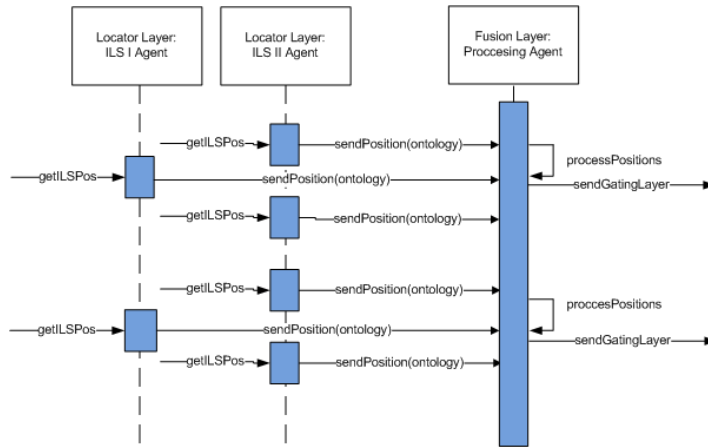 Locator Layer:
ILS I Agent
Locator Layer:
ILS II Agent
Fusion Layer:
Proccesing Agent
getILSPos
sendPosition(ontology)
processPositions
getILSPos
sendPosition(ontology)
sendGatingLayer
getILSPos
sendPosition(ontology)
getILSPos
sendPosition(ontology)
proccesPositions
getILSPos
sendPosition(ontology)
sendGatingLayer
getILSPos
sendPosition(ontology)